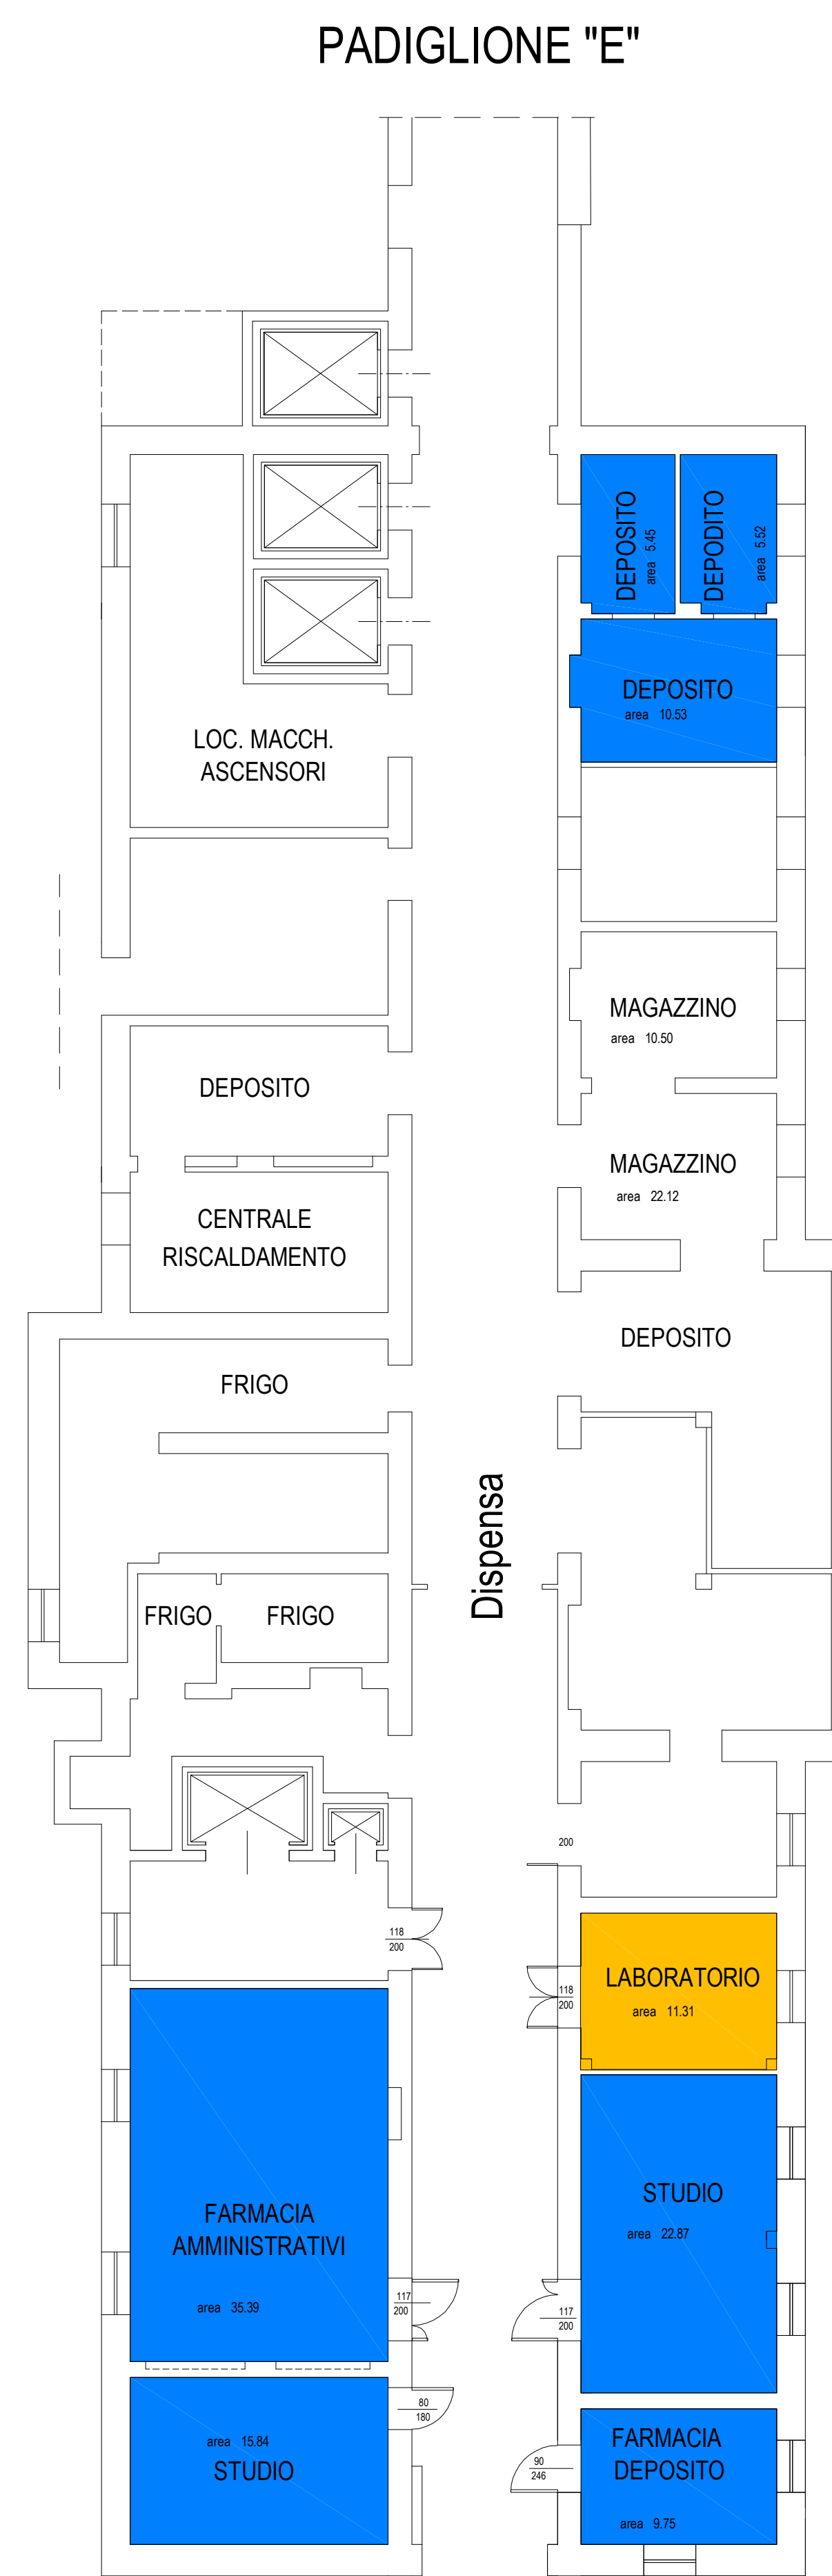 PADIGLIONE "E"
DEPOSITO
area 5.45
DEPODITO
area 5.52
DEPOSITO
area 10.53
LOC. MACCH.
ASCENSORI
MAGAZZINO
area 10.50
DEPOSITO
MAGAZZINO
area 22.12
CENTRALE
RISCALDAMENTO
DEPOSITO
FRIGO
Dispensa
FRIGO
FRIGO
200
118
200
LABORATORIO
area 11.31
118
200
STUDIO
area 22.87
FARMACIA
AMMINISTRATIVI
area 35.39
117
200
117
200
80
180
area 15.84
STUDIO
FARMACIA
DEPOSITO
area 9.75
90
246